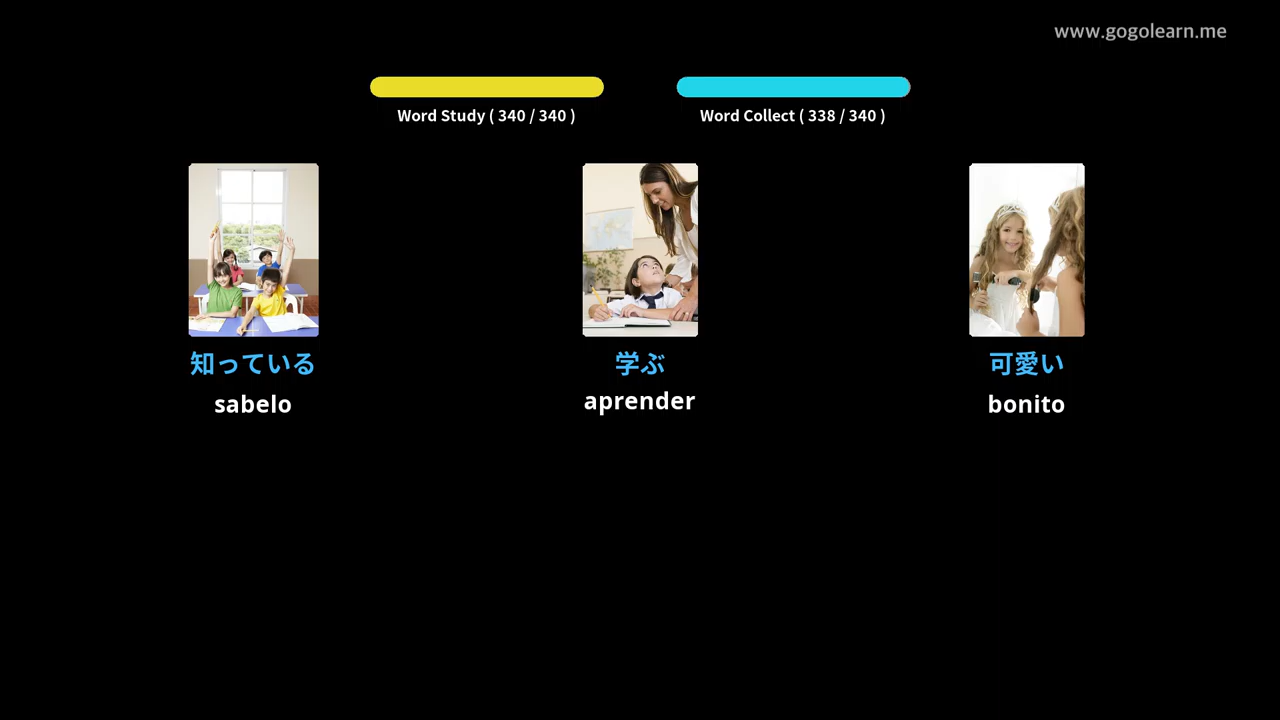 www.gogolearn.me
Word Study ( 340 / 340 )
Word Collect ( 338 / 340 )
知っている
学ぶ
可愛い
sabelo
aprender
bonito